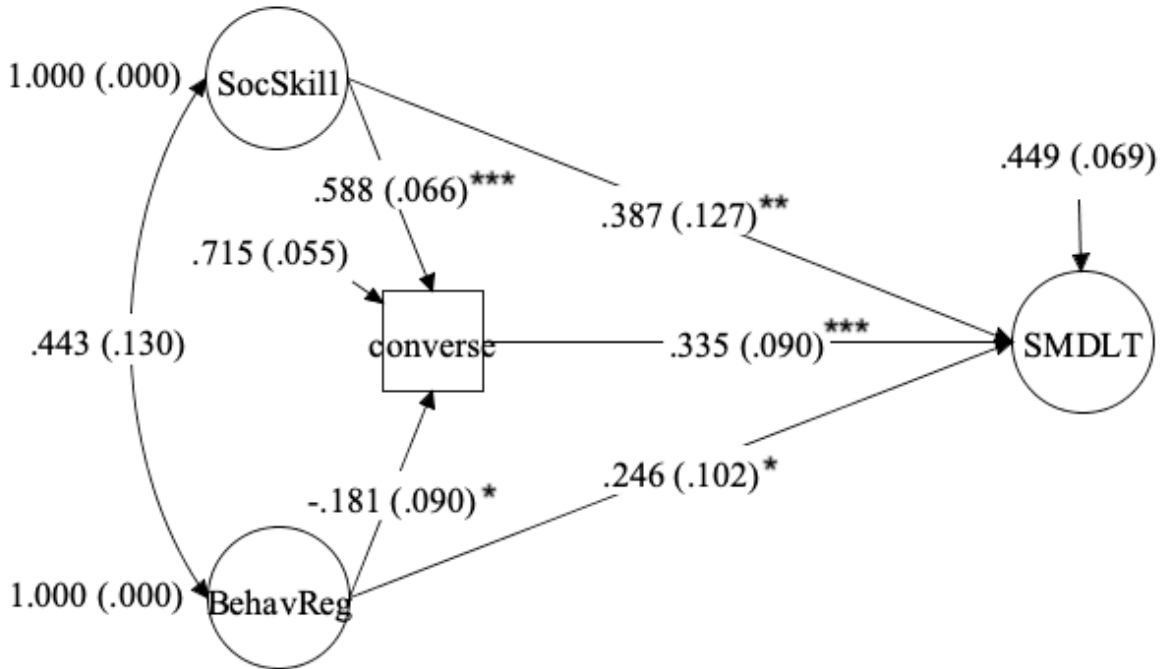 1.000 (.000)
SocSkill
.449 (.069)
.588 (.066)***
.387 (.127)**
.715 (.055)
.443 (.130)
converse
.335 (.090)***
SMDLT
-.181 (.090)*
.246 (.102)*
1.000 (.000)
BehavReg